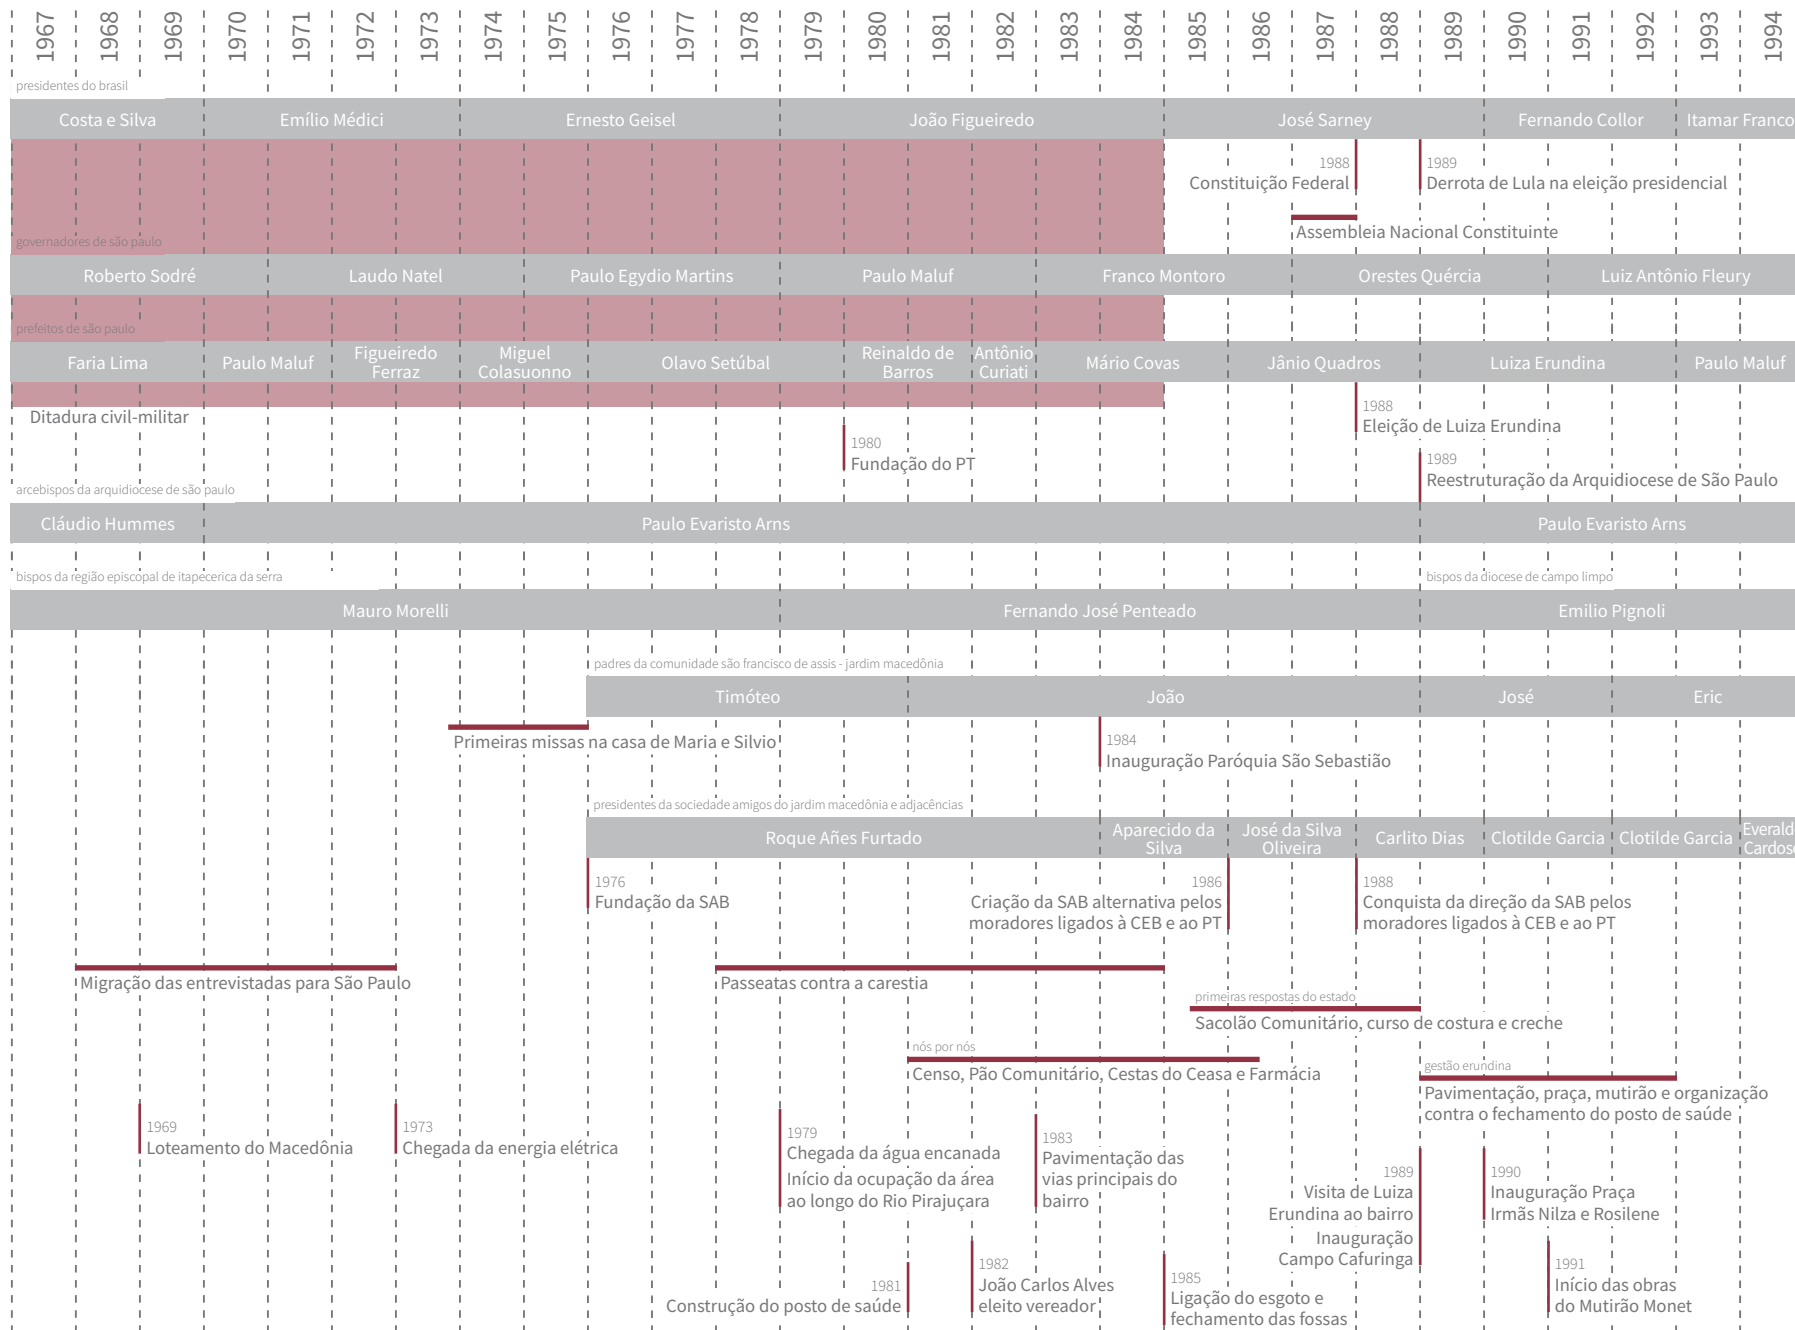 1967 1968 1969 1970 1971 1972 1973 1974 1975 1976 1977 1978 1979 1980 1981 1982 1983 1984 1985 1986 1987 1988 1989 1990 1991 1992 1993 1994
presidentes do brasil
Costa e Silva Emílio Médici Ernesto Geisel João Figueiredo José Sarney Fernando Collor Itamar Franco
1988
Constituição Federal
1989
Derrota de Lula na eleição presidencial
Assembleia Nacional Constituinte
governadores de são paulo
Roberto Sodré Laudo Natel Paulo Egydio Martins Paulo Maluf Franco Montoro Orestes Quércia Luiz Antônio Fleury
prefeitos de são paulo
Faria Lima Paulo Maluf
Figueiredo
Ferraz
Miguel
Colasuonno
Olavo Setúbal
Reinaldo de
Barros
Antônio
Curiati
Mário Covas Jânio Quadros Luiza Erundina Paulo Maluf
Ditadura civil-militar
1980
Fundação do PT
1988
Eleição de Luiza Erundina
1989
Reestruturação da Arquidiocese de São Paulo
arcebispos da arquidiocese de são paulo
Cláudio Hummes Paulo Evaristo Arns Paulo Evaristo Arns
bispos da região episcopal de itapecerica da serra
bispos da diocese de campo limpo
Mauro Morelli Fernando José Penteado Emilio Pignoli
padres da comunidade são francisco de assis - jardim macedônia
Timóteo João José Eric
Primeiras missas na casa de Maria e Silvio
1984
Inauguração Paróquia São Sebastião
presidentes da sociedade amigos do jardim macedônia e adjacências
Roque Añes Furtado
Aparecido da
Silva
José da Silva
Oliveira
Carlito Dias Clotilde Garcia Clotilde Garcia
Everald
Cardoso
1976
Fundação da SAB
1986
Criação da SAB alternativa pelos
moradores ligados à CEB e ao PT
1988
Conquista da direção da SAB pelos
moradores ligados à CEB e ao PT
Migração das entrevistadas para São Paulo
Passeatas contra a carestia
primeiras respostas do estado
Sacolão Comunitário, curso de costura e creche
nós por nós
Censo, Pão Comunitário, Cestas do Ceasa e Farmácia
gestão erundina
Pavimentação, praça, mutirão e organização
contra o fechamento do posto de saúde
1969
Loteamento do Macedônia
1973
Chegada da energia elétrica
1979
Chegada da água encanada
Início da ocupação da área
ao longo do Rio Pirajuçara
1983
Pavimentação das
vias principais do
bairro
1989
Visita de Luiza
Erundina ao bairro
Inauguração
Campo Cafuringa
1990
Inauguração Praça
Irmãs Nilza e Rosilene
1981
Construção do posto de saúde
1982
João Carlos Alves
eleito vereador
1985
Ligação do esgoto e
fechamento das fossas
1991
Início das obras
do Mutirão Monet